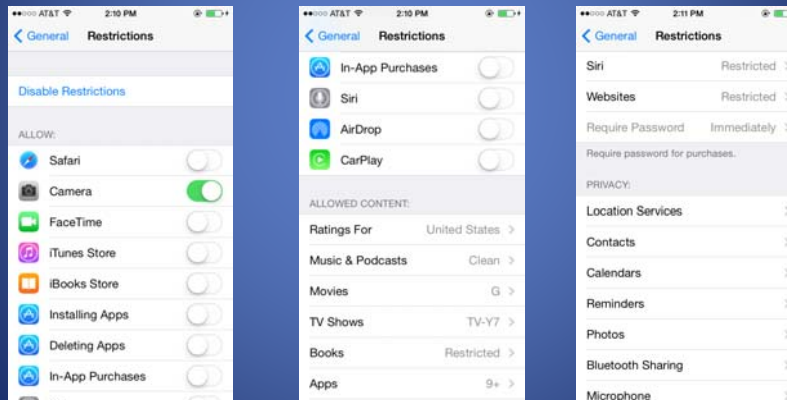 AT&T 2:10 PM
General Restrictions
Disable Restrictions
ALLOW:
Safari
Camera
FaceTime
iTunes Store
iBooks Store
Installing Apps
Deleting Apps
In-App Purchases
AT&T 2:10 PM
General Restrictions
In-App Purchases
Siri
AirDrop
CarPlay
ALLOWED CONTENT:
Ratings For United States
Music & Podcasts Clean
Movies G
TV Shows TV-Y7
Books Restricted
Apps 9+
AT&T 2:11 PM
General Restrictions
Siri Restricted
Websites Restricted
Require Password Immediately
Require password for purchases.
PRIVACY:
Location Services
Contacts
Calendars
Reminders
Photos
Bluetooth Sharing
Microphone